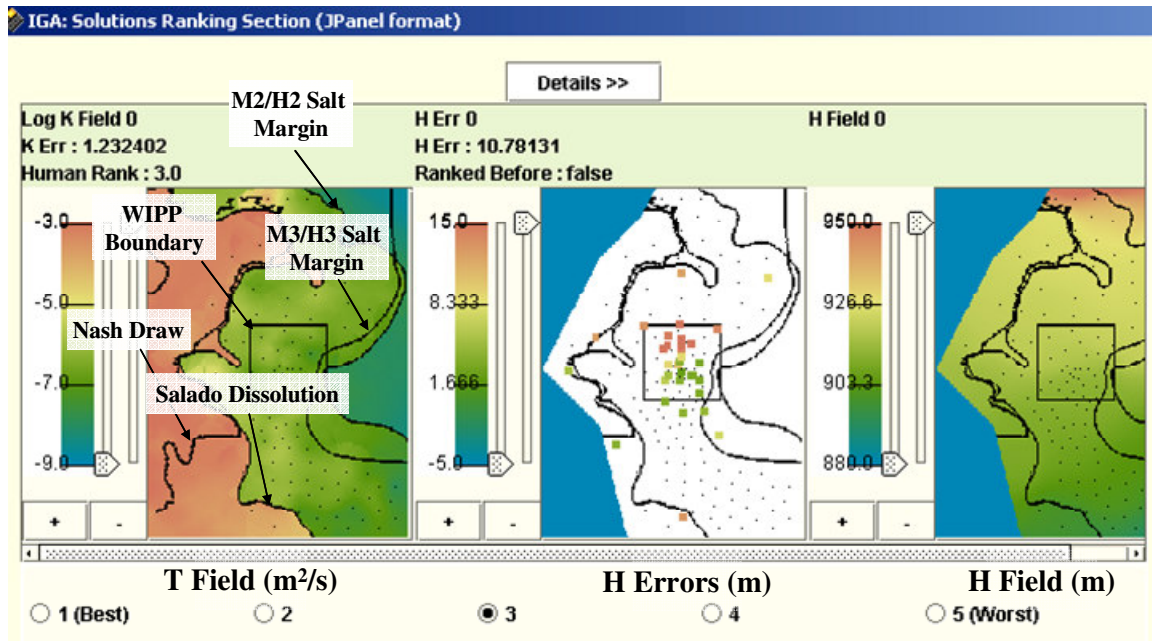 IGA: Solutions Ranking Section (JPanel format)
Details >>
Log K Field 0
K Err : 1.232402
Human Rank : 3.0
H Err 0
H Err : 10.78131
Ranked Before : false
H Field 0
M2/H2 Salt
Margin
WIPP
Boundary
M3/H3 Salt
Margin
Nash Draw
Salado Dissolution
-3.0
-5.0
-7.0
-9.0
15.0
8.333
1.666
-5.0
950.0
926.6
903.3
880.0
+ -
+ -
+ -
T Field (m²/s)
H Errors (m)
H Field (m)
1 (Best)
2
3
4
5 (Worst)